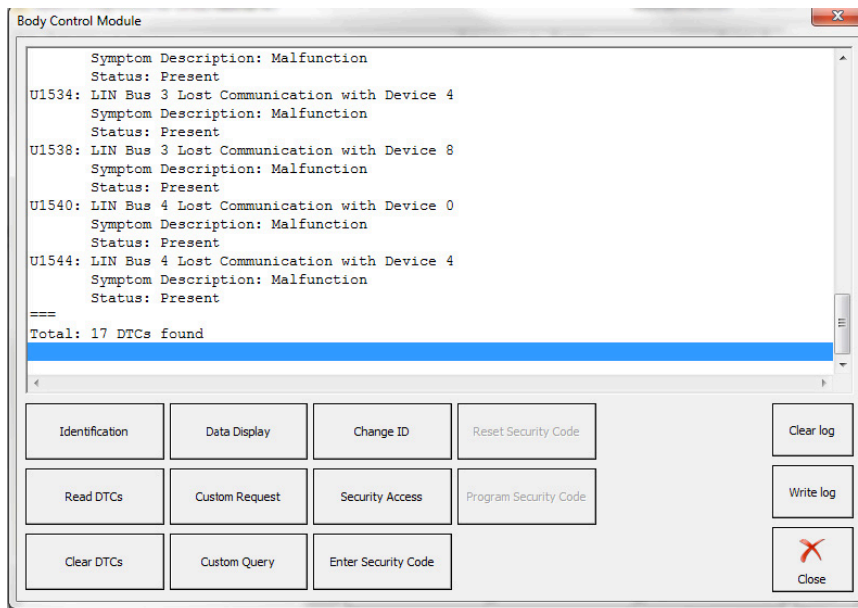 Body Control Module
Symptom Description: Malfunction
Status: Present
U1534: LIN Bus 3 Lost Communication with Device 4
Symptom Description: Malfunction
Status: Present
U1538: LIN Bus 3 Lost Communication with Device 8
Symptom Description: Malfunction
Status: Present
U1540: LIN Bus 4 Lost Communication with Device 0
Symptom Description: Malfunction
Status: Present
U1544: LIN Bus 4 Lost Communication with Device 4
Symptom Description: Malfunction
Status: Present
===
Total: 17 DTCs found
Identification Data Display Change ID Reset Security Code Clear log
Read DTCs Custom Request Security Access Program Security Code Write log
Clear DTCs Custom Query Enter Security Code Close